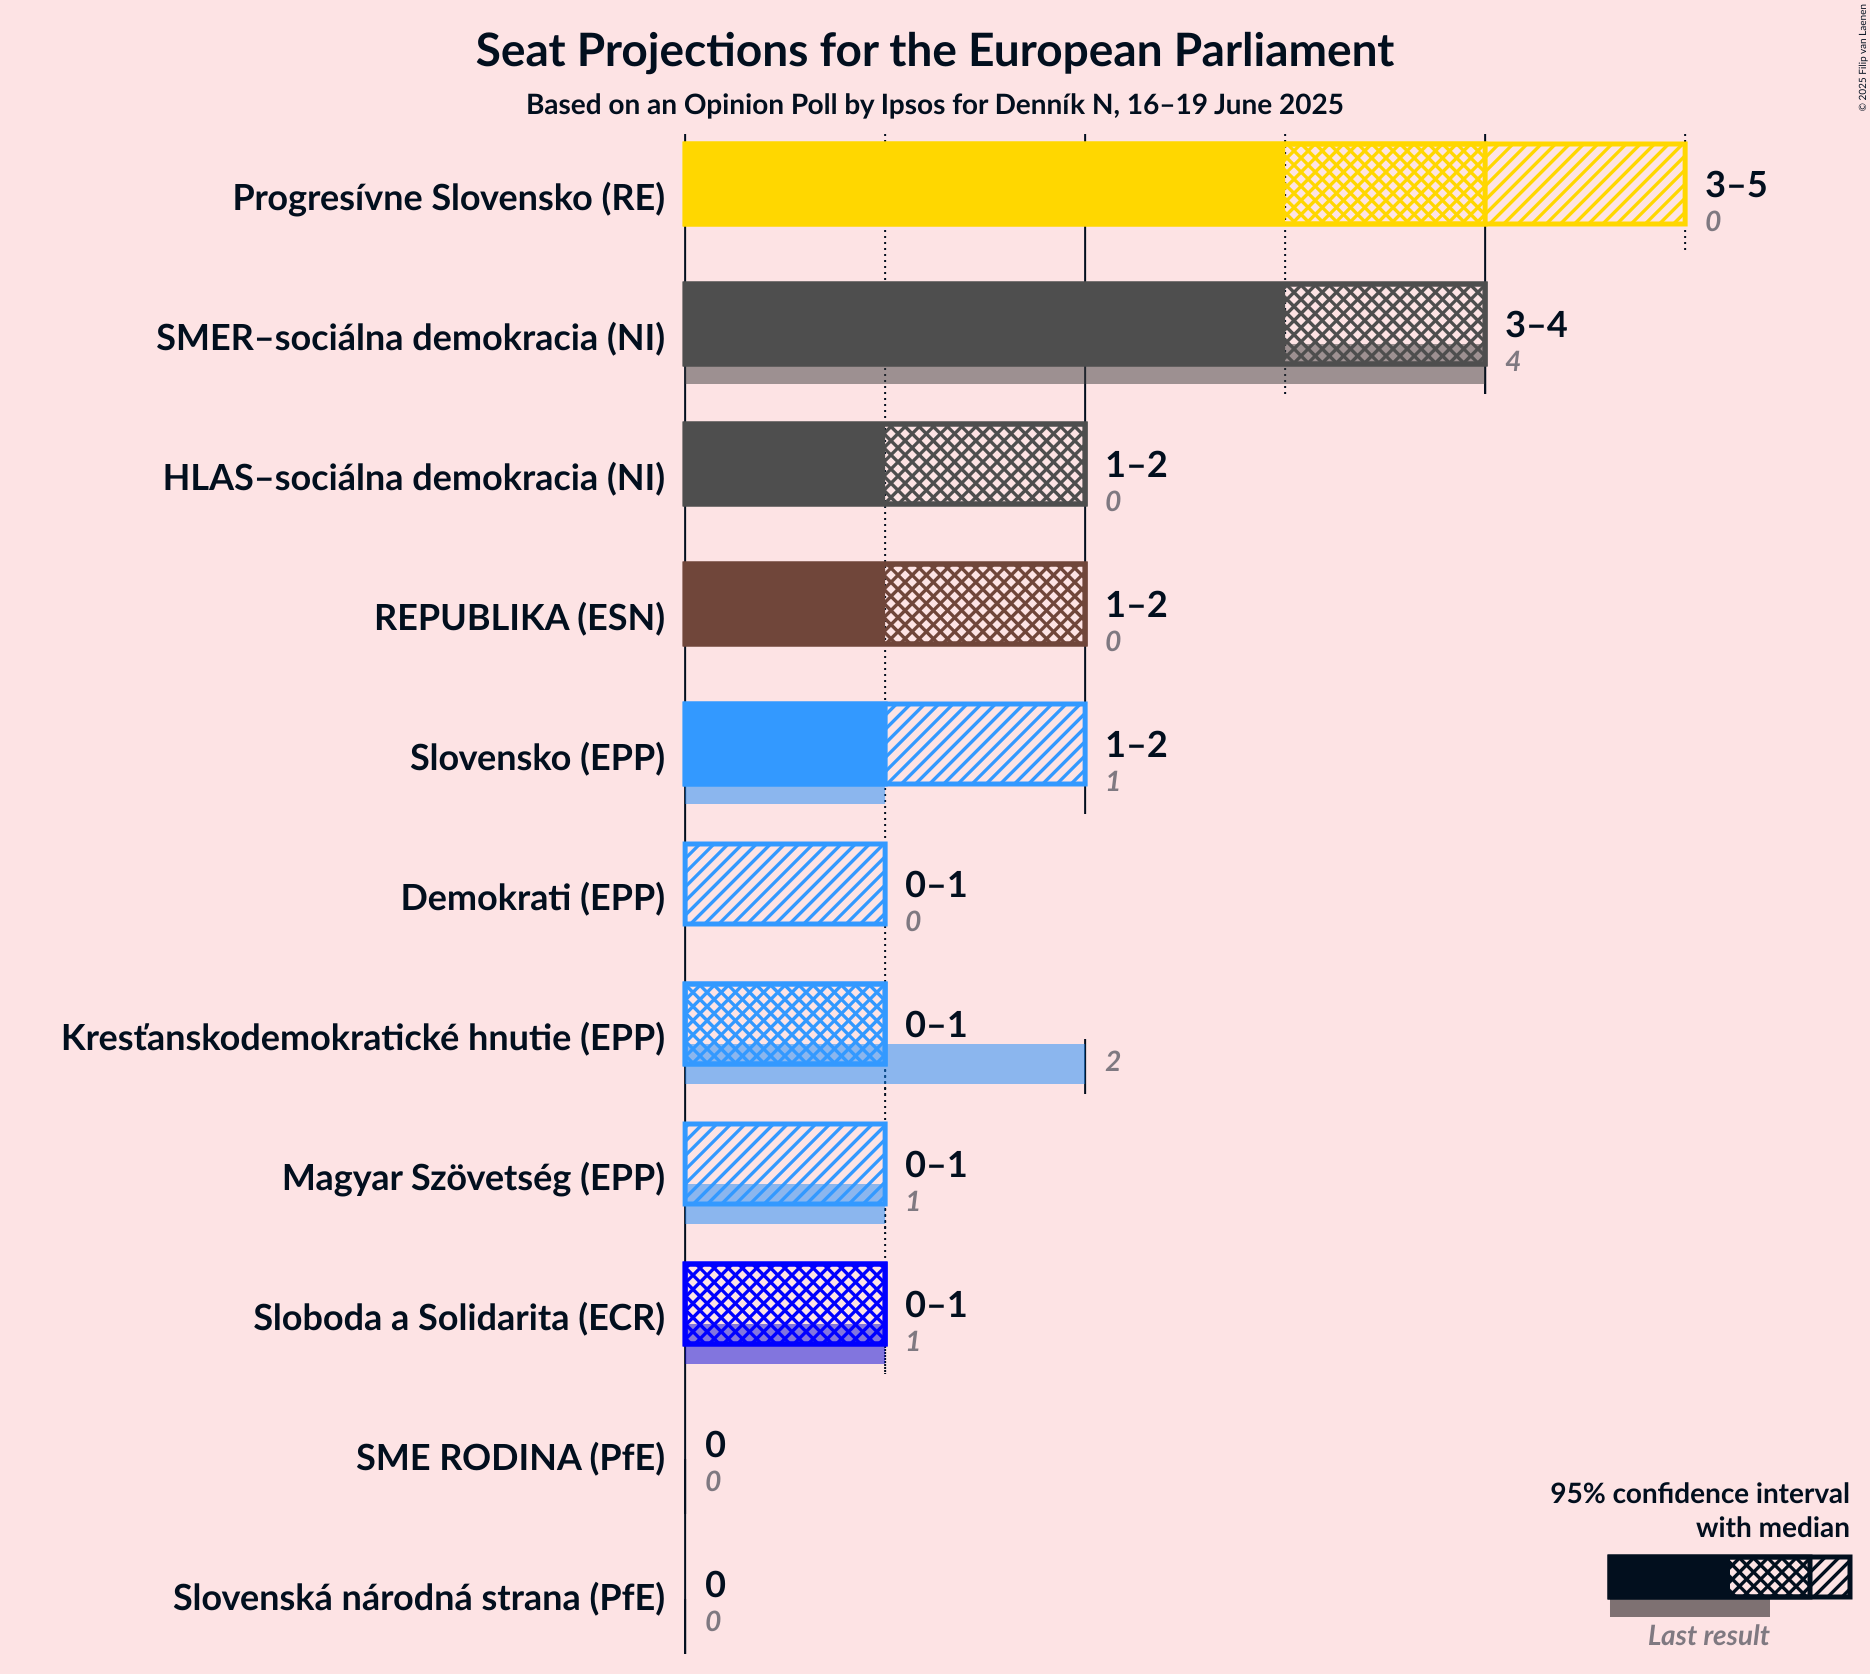 Seat Projections for the European Parliament
Based on an Opinion Poll by Ipsos for Denník N, 16–19 June 2025
© 2025 Filip van Laenen
Progresívne Slovensko (RE)
3–5
0
SMER–sociálna demokracia (NI)
3–4
4
HLAS–sociálna demokracia (NI)
1–2
0
REPUBLIKA (ESN)
1–2
0
Slovensko (EPP)
1–2
1
Demokrati (EPP)
0–1
0
Kresťanskodemokratické hnutie (EPP)
0–1
2
Magyar Szövetség (EPP)
0–1
1
Sloboda a Solidarita (ECR)
0–1
1
SME RODINA (PfE)
0
0
Slovenská národná strana (PfE)
0
0
95% confidence interval
with median
Last result